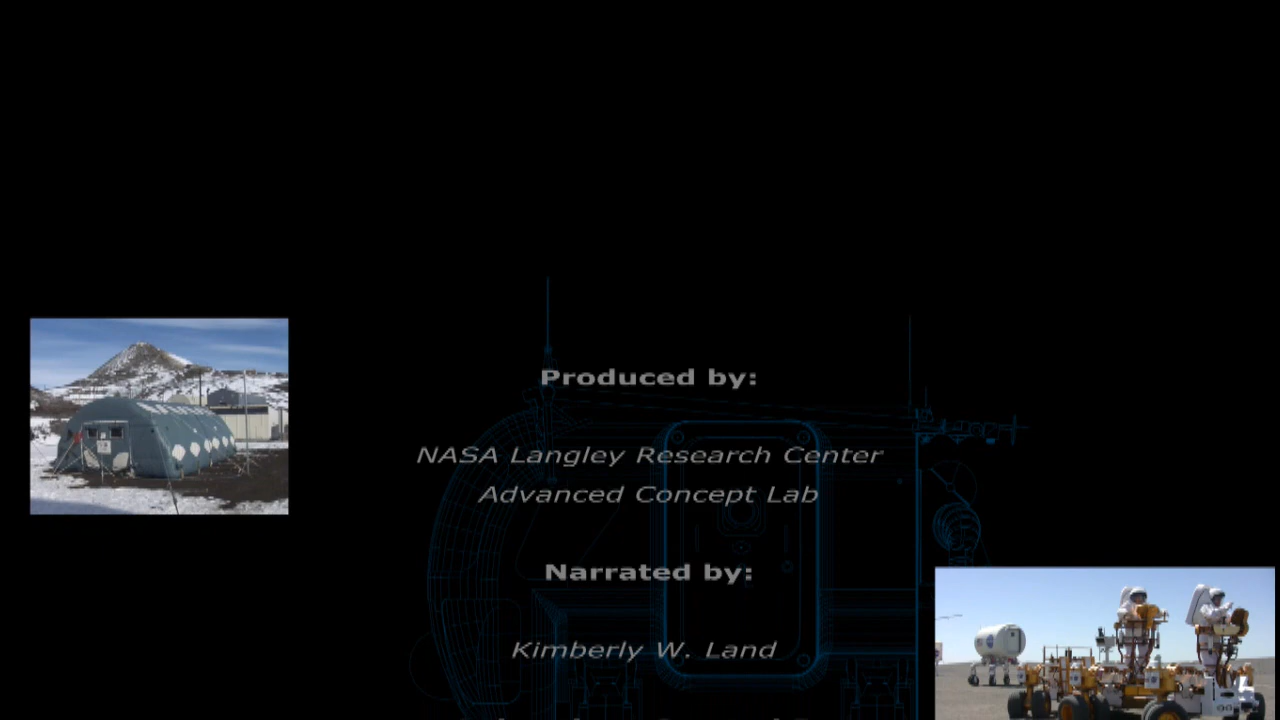 Produced by:
NASA Langley Research Center
Advanced Concept Lab
Narrated by:
Kimberly W. Land